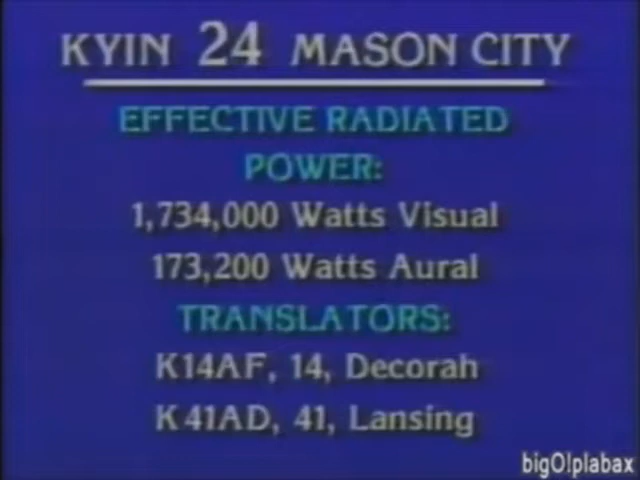 KYIN 24 MASON CITY
EFFECTIVE RADIATED
POWER:
1,734,000 Watts Visual
173,200 Watts Aural
TRANSLATORS:
K14AF, 14, Decorah
K41AD, 41, Lansing
bigO!plabax